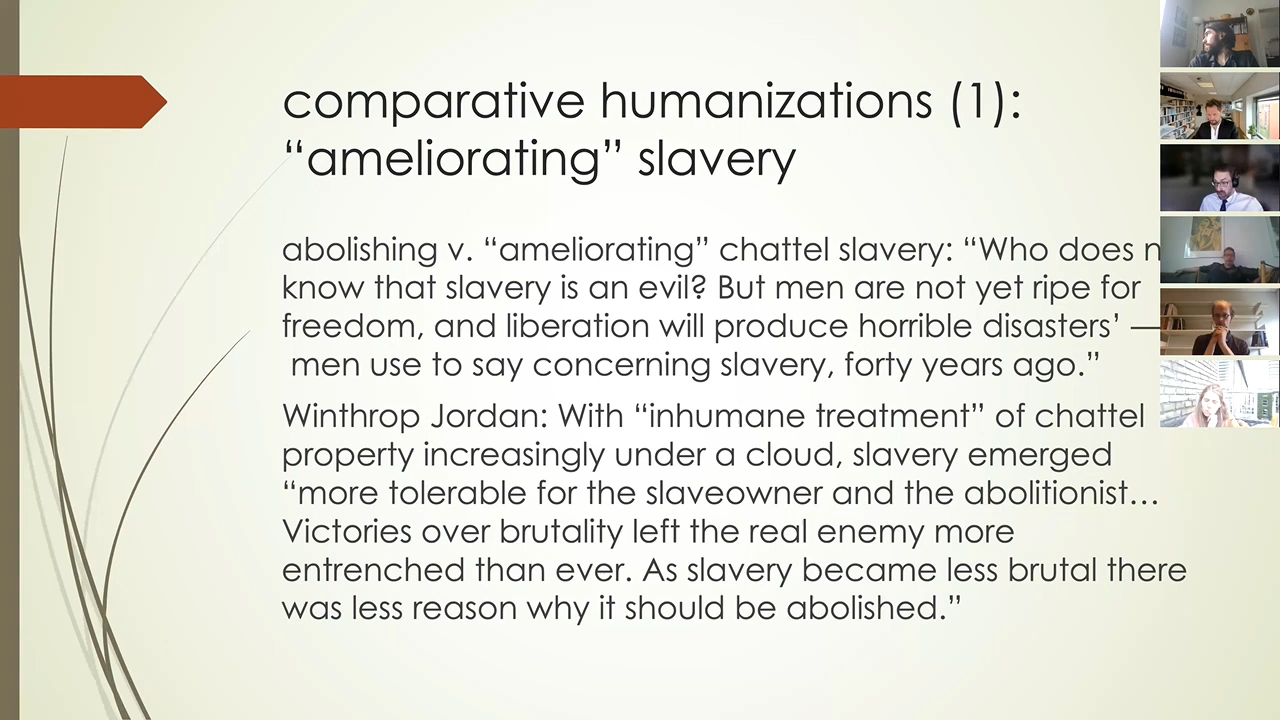 comparative humanizations (1):
“ameliorating” slavery
abolishing v. “ameliorating” chattel slavery: “Who does
know that slavery is an evil? But men are not yet ripe for
freedom, and liberation will produce horrible disasters’ —
men use to say concerning slavery, forty years ago.”
Winthrop Jordan: With “inhumane treatment” of chattel
property increasingly under a cloud, slavery emerged
“more tolerable for the slaveowner and the abolitionist…
Victories over brutality left the real enemy more
entrenched than ever. As slavery became less brutal there
was less reason why it should be abolished.”